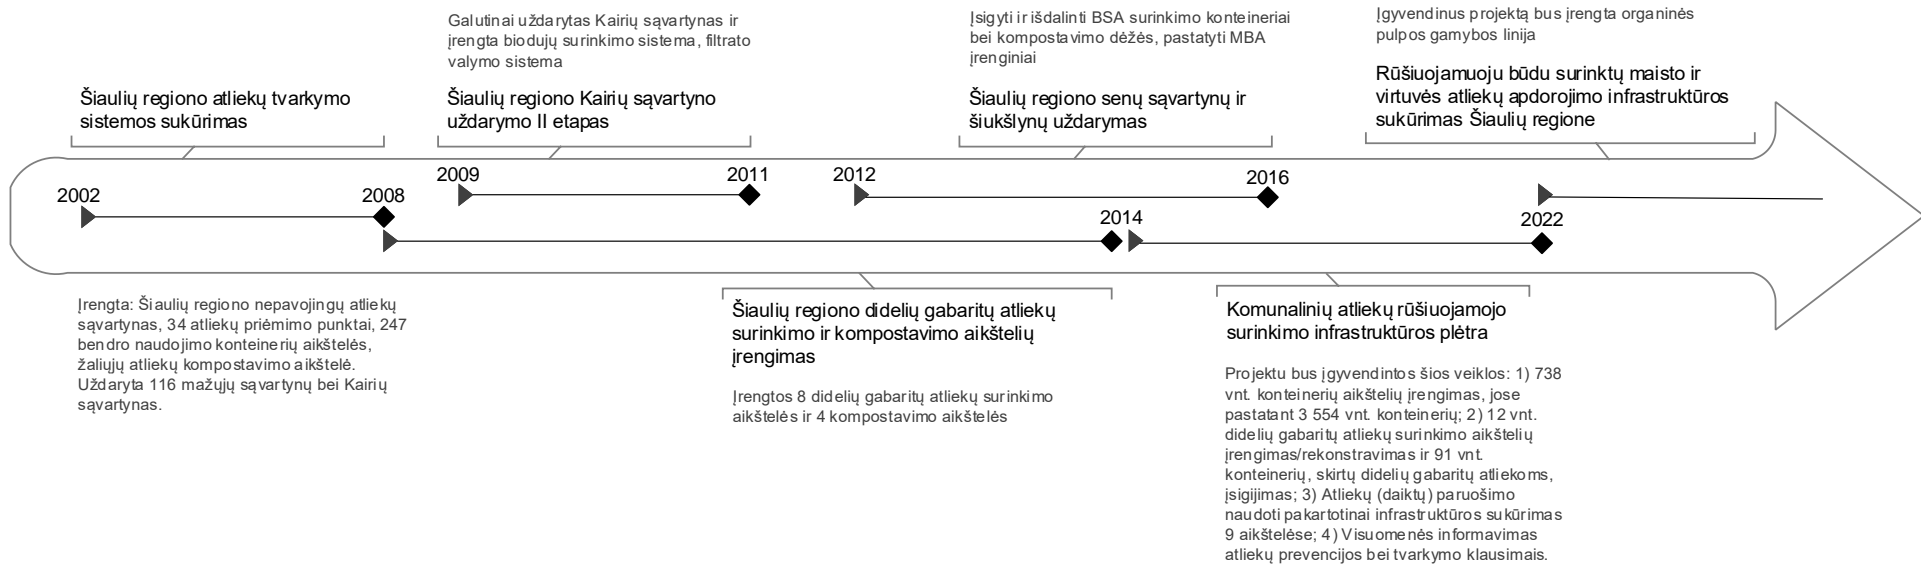 Galutinai uždarytas Kairių sąvartynas ir
įrengta biodujų surinkimo sistema, filtrato
valymo sistema
Įsigyti ir išdalinti BSA surinkimo konteineriai
bei kompostavimo dėžės, pastatyti MBA
įrenginiai
Įgyvendinus projektą bus įrengta organinės
pulpos gamybos linija
Šiaulių regiono atliekų tvarkymo
sistemos sukūrimas
Šiaulių regiono Kairių sąvartyno
uždarymo II etapas
Šiaulių regiono senų sąvartynų ir
šiukšlynų uždarymas
Rūšiuojamuoju būdu surinktų maisto ir
virtuvės atliekų apdorojimo infrastruktūros
sukūrimas Šiaulių regione
2002
2008
2009
2011
2012
2016
2014
2022
Įrengta: Šiaulių regiono nepavojingų atliekų
sąvartynas, 34 atliekų priėmimo punktai, 247
bendro naudojimo konteinerių aikštelės,
žaliųjų atliekų kompostavimo aikštelė.
Uždaryta 116 mažųjų sąvartynų bei Kairių
sąvartynas.
Šiaulių regiono didelių gabaritų atliekų
surinkimo ir kompostavimo aikštelių
įrengimas
Įrengtos 8 didelių gabaritų atliekų surinkimo
aikštelės ir 4 kompostavimo aikštelės
Komunalinių atliekų rūšiuojamojo
surinkimo infrastruktūros plėtra
Projektu bus įgyvendintos šios veiklos: 1) 738
vnt. konteinerių aikštelių įrengimas, jose
pastatant 3 554 vnt. konteinerių; 2) 12 vnt.
didelių gabaritų atliekų surinkimo aikštelių
įrengimas/rekonstravimas ir 91 vnt.
konteinerių, skirtų didelių gabaritų atliekoms,
įsigijimas; 3) Atliekų (daiktų) paruošimo
naudoti pakartotinai infrastruktūros sukūrimas
9 aikštelėse; 4) Visuomenės informavimas
atliekų prevencijos bei tvarkymo klausimais.